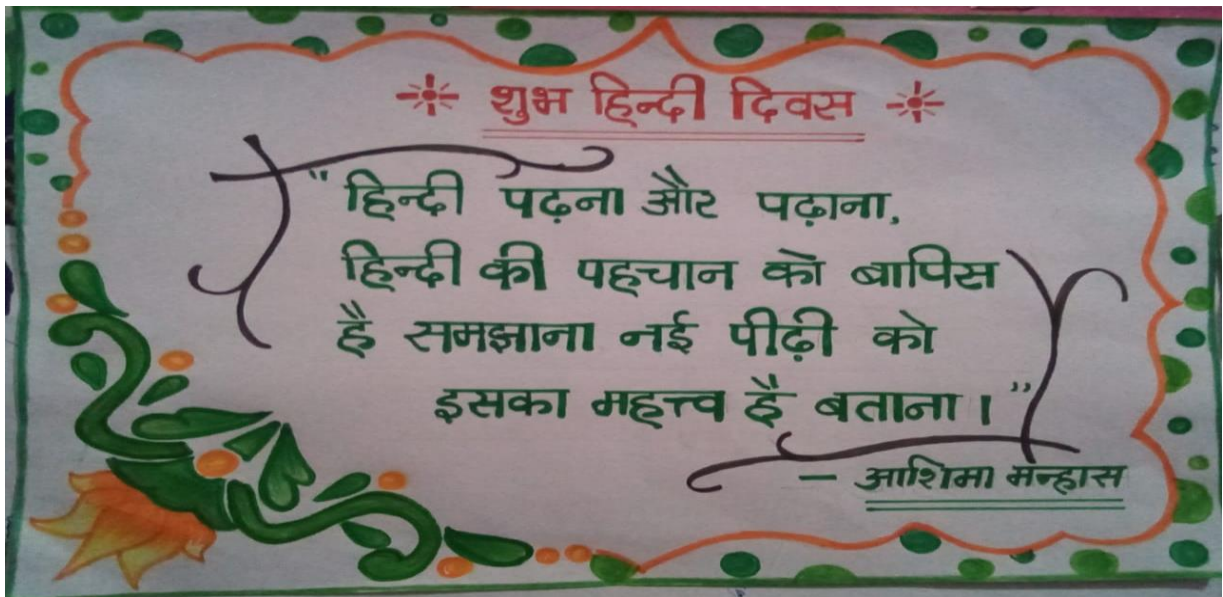 शुभ हिन्दी दिवस
"हिन्दी पढ़ना और पढ़ाना,
हिन्दी की पहचान को बापिस
है समझाना नई पीढ़ी को
इसका महत्त्व है बताना।"
— आशिमा मन्हास